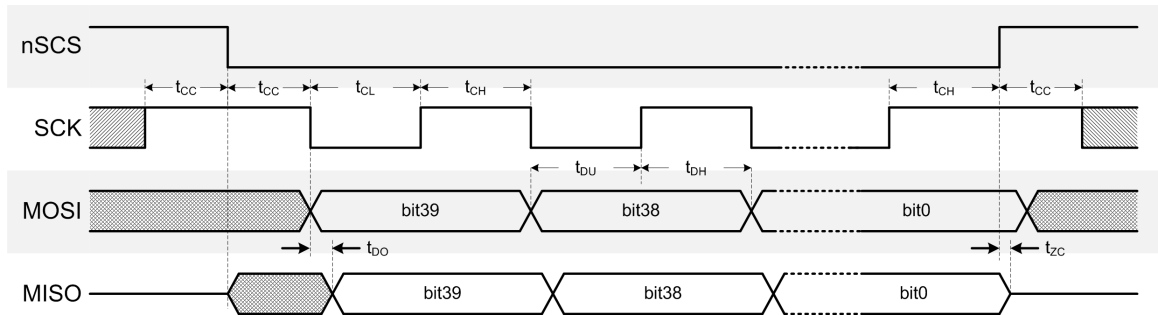 nSCS
tCC tCC tCL tCH tCH tCC
SCK
tDU tDH
MOSI bit39 bit38 bit0
tDO tZC
MISO bit39 bit38 bit0